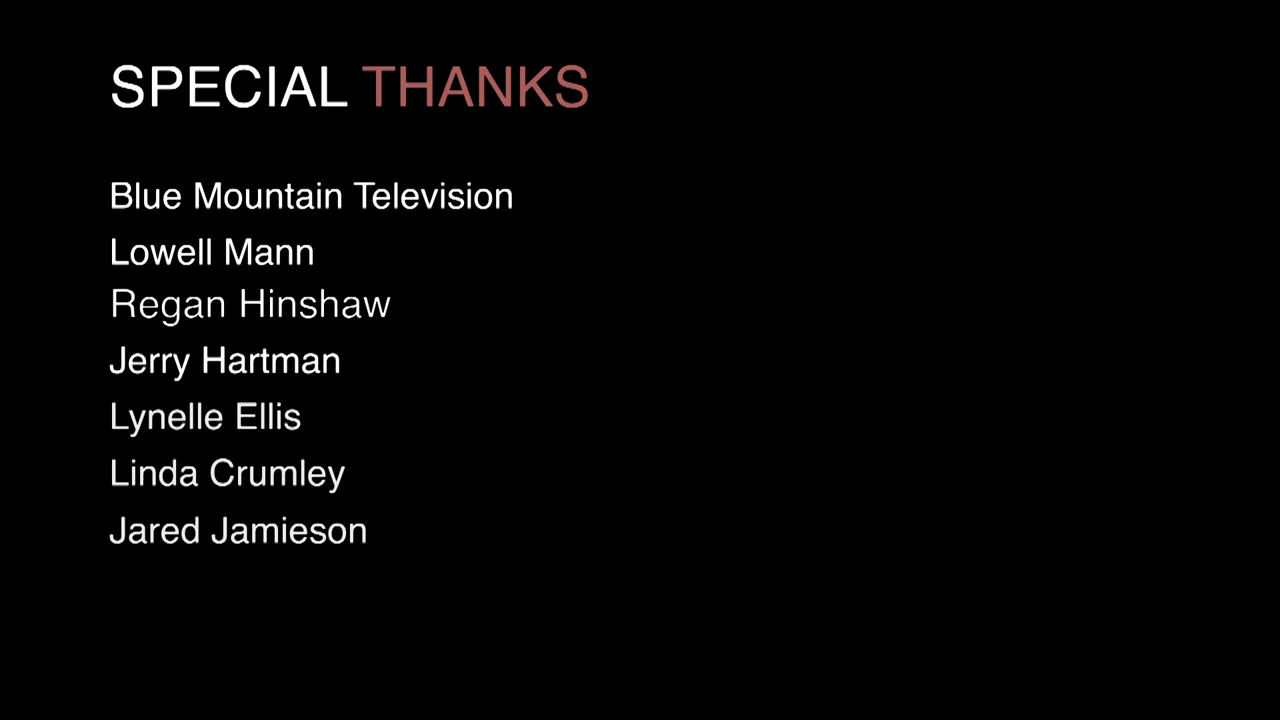 SPECIAL THANKS
Blue Mountain Television
Lowell Mann
Regan Hinshaw
Jerry Hartman
Lynelle Ellis
Linda Crumley
Jared Jamieson